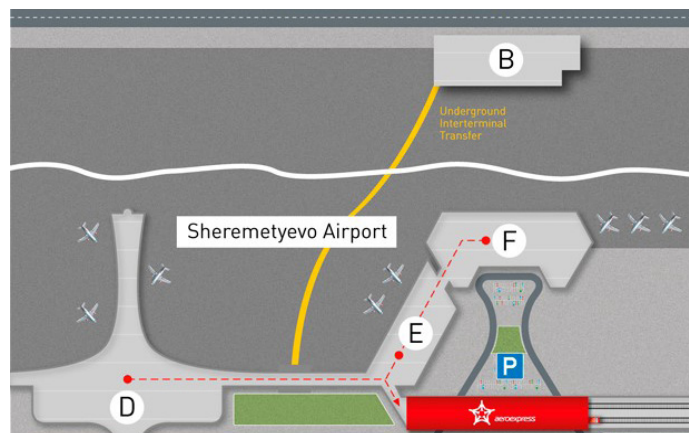 B
Underground
Interterminal
Transfer
Sheremetyevo Airport
F
E
P
D
aeroexpress